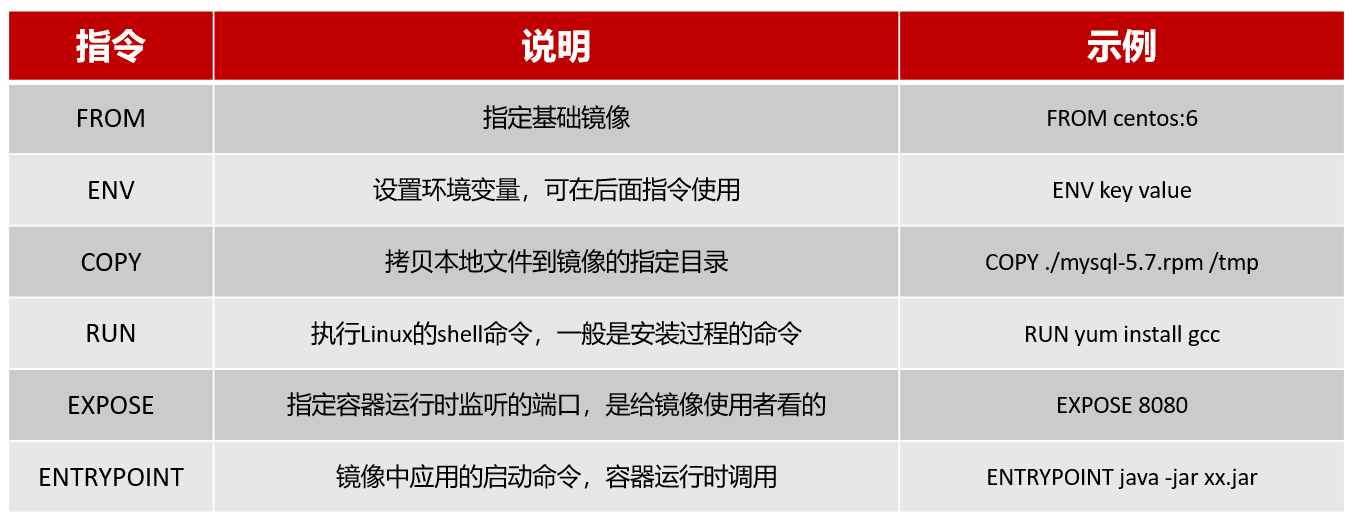 指令 说明 示例
FROM 指定基础镜像 FROM centos:6
ENV 设置环境变量，可在后面指令使用 ENV key value
COPY 拷贝本地文件到镜像的指定目录 COPY ./mysql-5.7.rpm /tmp
RUN 执行Linux的shell命令，一般是安装过程的命令 RUN yum install gcc
EXPOSE 指定容器运行时监听的端口，是给镜像使用者看的 EXPOSE 8080
ENTRYPOINT 镜像中应用的启动命令，容器运行时调用 ENTRYPOINT java -jar xx.jar